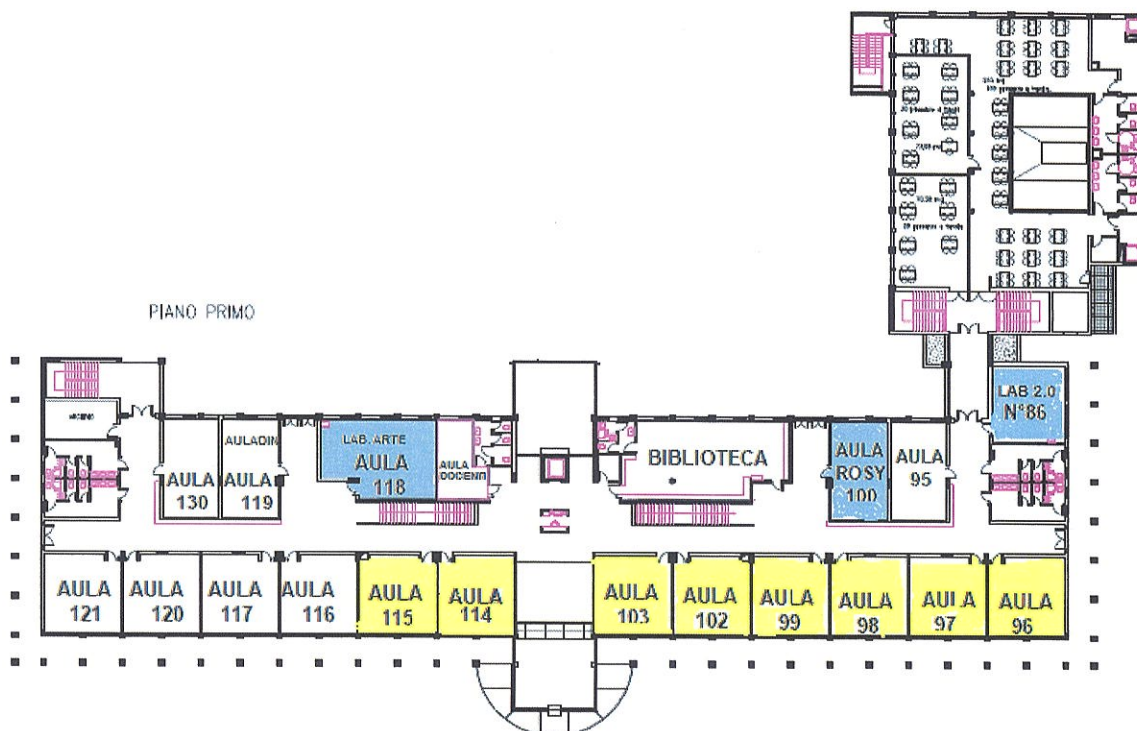 PIANO PRIMO
LAB 2.0
N°86
AULADIN
LAB. ARTE
AULA
130
AULA
119
AULA
118
AULA
DOCENTI
BIBLIOTECA
AULA
ROSY
100
AULA
95
AULA
121
AULA
120
AULA
117
AULA
116
AULA
115
AULA
114
AULA
103
AULA
102
AULA
99
AULA
98
AULA
97
AULA
96